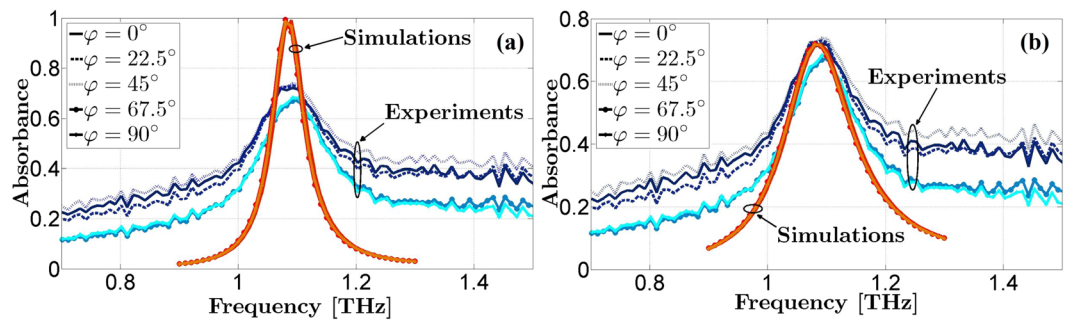 1
0.8
0.6
0.4
0.2
0
Absorbance
φ = 0°
φ = 22.5°
φ = 45°
φ = 67.5°
φ = 90°
Simulations
(a)
Experiments
0.8
1
1.2
1.4
Frequency [THz]
0.8
0.6
0.4
0.2
0
Absorbance
φ = 0°
φ = 22.5°
φ = 45°
φ = 67.5°
φ = 90°
(b)
Experiments
Simulations
0.8
1
1.2
1.4
Frequency [THz]